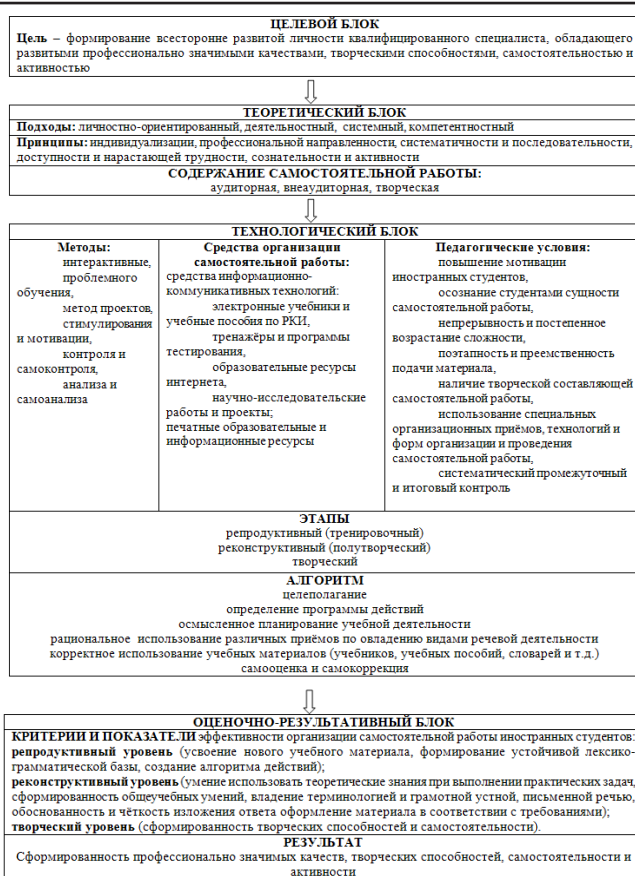 ЦЕЛЕВОЙ БЛОК
Цель – формирование всесторонне развитой личности квалифицированного специалиста, обладающего
развитыми профессионально значимыми качествами, творческими способностями, самостоятельностью и
активностью
ТЕОРЕТИЧЕСКИЙ БЛОК
Подходы: личностно-ориентированный, деятельностный, системный, компетентностный
Принципы: индивидуализации, профессиональной направленности, систематичности и последовательности,
доступности и нарастающей трудности, сознательности и активности
СОДЕРЖАНИЕ САМОСТОЯТЕЛЬНОЙ РАБОТЫ:
аудиторная, внеаудиторная, творческая
ТЕХНОЛОГИЧЕСКИЙ БЛОК
Методы:
интерактивные,
проблемного
обучения,
метод проектов,
стимулирования
и мотивации,
контроля и
самоконтроля,
анализа и
самоанализа
Средства организации
самостоятельной работы:
средства информационно-
коммуникативных технологий:
электронные учебники и
учебные пособия по РКИ,
тренажёры и программы
тестирования,
образовательные ресурсы
интернета,
научно-исследовательские
работы и проекты;
печатные образовательные и
информационные ресурсы
Педагогические условия:
повышение мотивации
иностранных студентов,
осознание студентами сущности
самостоятельной работы,
непрерывность и постепенное
возрастание сложности,
поэтапность и преемственность
подачи материала,
наличие творческой составляющей
самостоятельной работы,
использование специальных
организационных приёмов, технологий и
форм организации и проведения
самостоятельной работы,
систематический промежуточный
и итоговый контроль
ЭТАПЫ
репродуктивный (тренировочный)
реконструктивный (полутворческий)
творческий
АЛГОРИТМ
целеполагание
определение программы действий
осмысленное планирование учебной деятельности
рациональное использование различных приёмов по овладению видами речевой деятельности
корректное использование учебных материалов (учебников, учебных пособий, словарей и т.д.)
самооценка и самокоррекция
ОЦЕНОЧНО-РЕЗУЛЬТАТИВНЫЙ БЛОК
КРИТЕРИИ И ПОКАЗАТЕЛИ эффективности организации самостоятельной работы иностранных студентов:
репродуктивный уровень (усвоение нового учебного материала, формирование устойчивой лексико-
грамматической базы, создание алгоритма действий);
реконструктивный уровень (умение использовать теоретические знания при выполнении практических задач,
сформированность общеучебных умений, владение терминологией и грамотной устной, письменной речью,
обоснованность и чёткость изложения ответа оформление материала в соответствии с требованиями);
творческий уровень (сформированность творческих способностей и самостоятельности).
РЕЗУЛЬТАТ
Сформированность профессионально значимых качеств, творческих способностей, самостоятельности и
активности